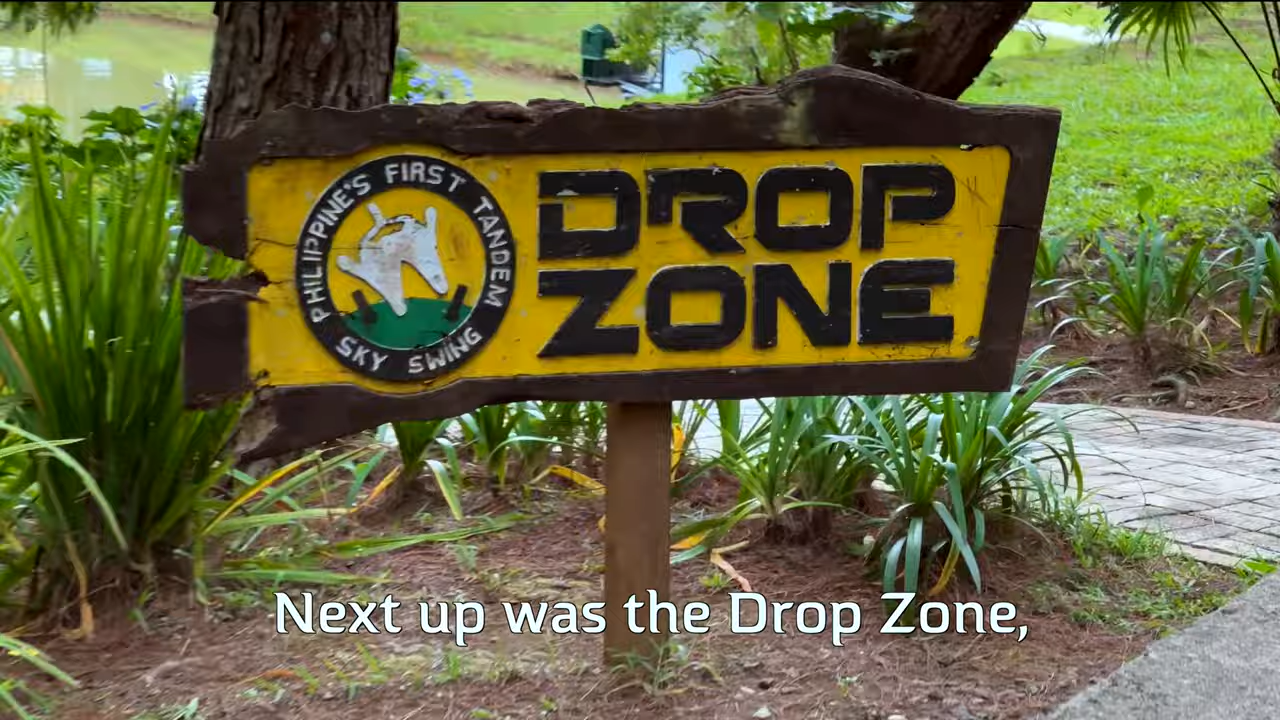 PHILIPPINE'S FIRST TANDEM
SKY SWING
DROP
ZONE
Next up was the Drop Zone,